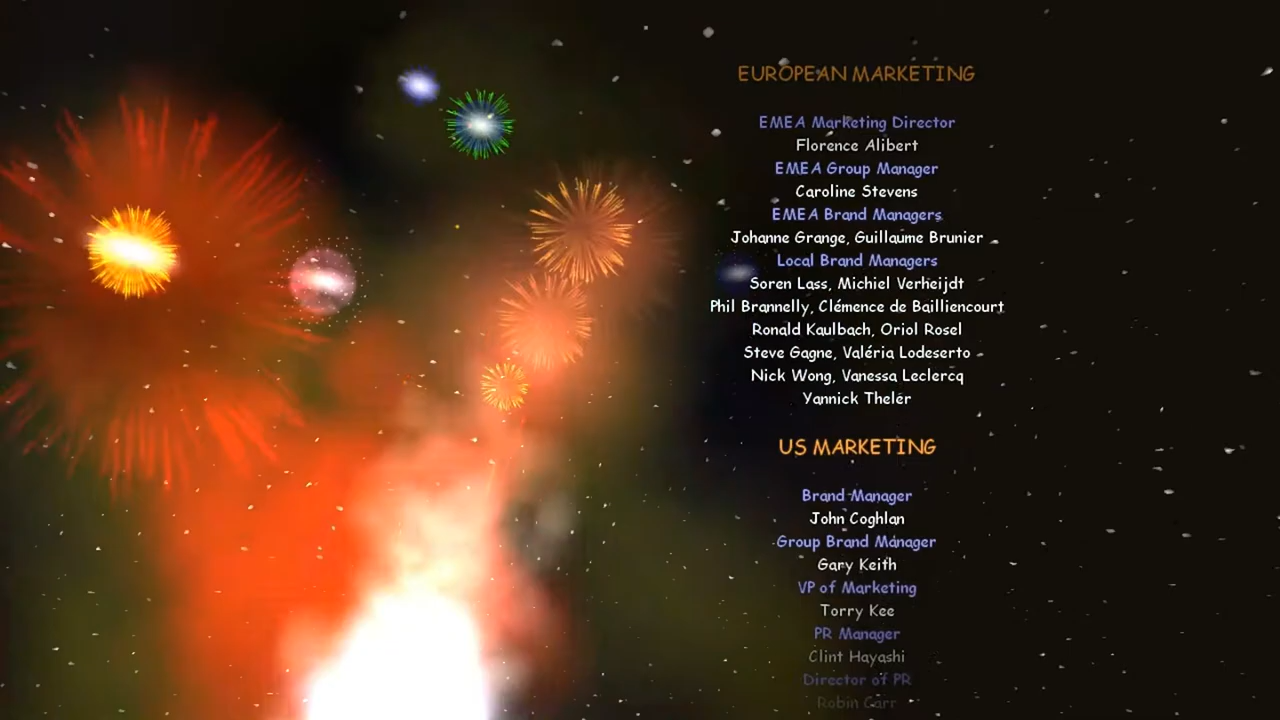 EUROPEAN MARKETING
EMEA Marketing Director
Florence Alibert
EMEA Group Manager
Caroline Stevens
EMEA Brand Managers
Johanne Grange, Guillaume Brunier
Local Brand Managers
Soren Lass, Michiel Verheijdt
Phil Brannelly, Clémence de Bailliencourt
Ronald Kaulbach, Oriol Rosel
Steve Gagne, Valéria Lodeserto
Nick Wong, Vanessa Leclercq
Yannick Theler
US MARKETING
Brand Manager
John Coghlan
Group Brand Manager
Gary Keith
VP of Marketing
Torry Kee
PR Manager
Clint Hayashi
Director of PR
Robin Carr